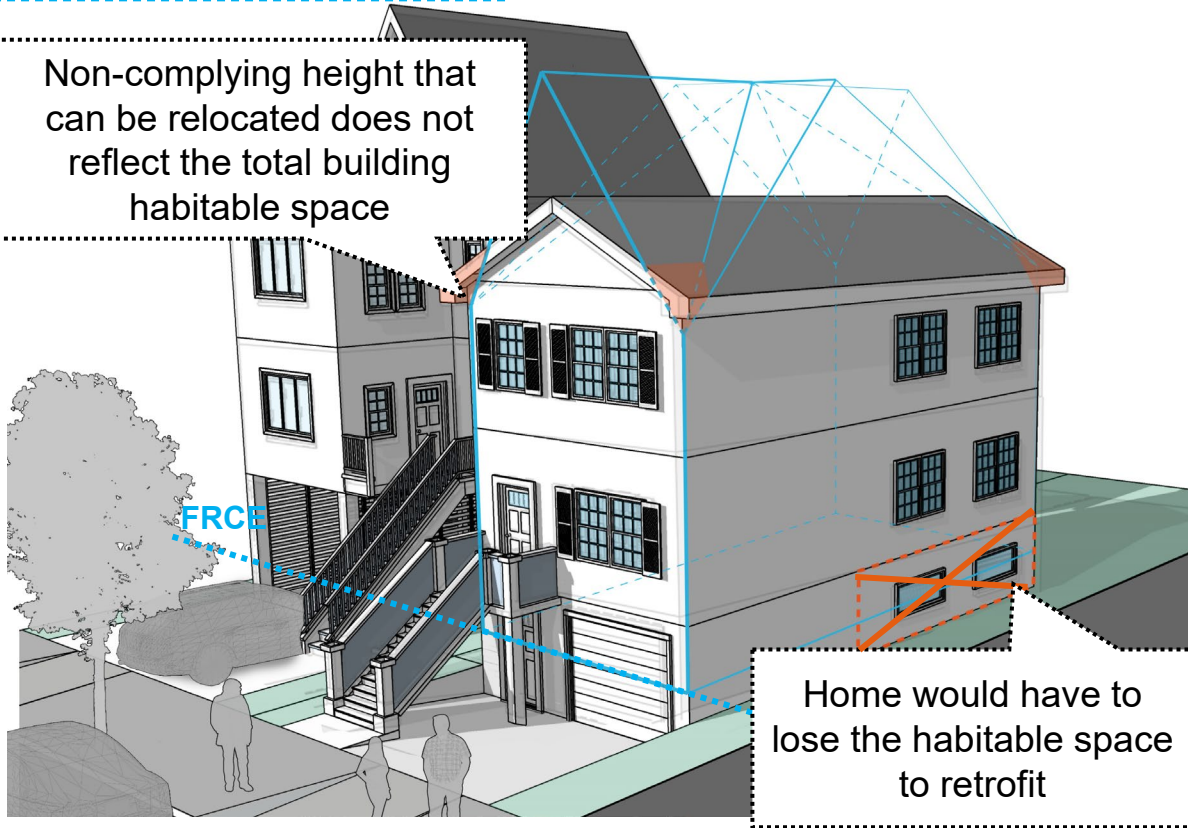 Non-complying height that
can be relocated does not
reflect the total building
habitable space
FRCE
Home would have to
lose the habitable space
to retrofit